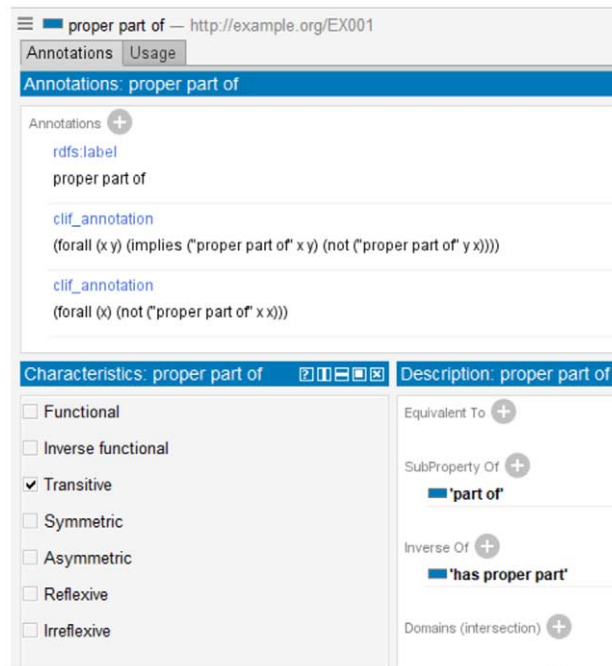 proper part of — http://example.org/EX001
Annotations Usage
Annotations: proper part of
Annotations
rdfs:label
proper part of
clif_annotation
(forall (x y) (implies ("proper part of" x y) (not ("proper part of" y x))))
clif_annotation
(forall (x) (not ("proper part of" x x)))
Characteristics: proper part of
Functional
Inverse functional
Transitive
Symmetric
Asymmetric
Reflexive
Irreflexive
Description: proper part of
Equivalent To
SubProperty Of
'part of'
Inverse Of
'has proper part'
Domains (intersection)